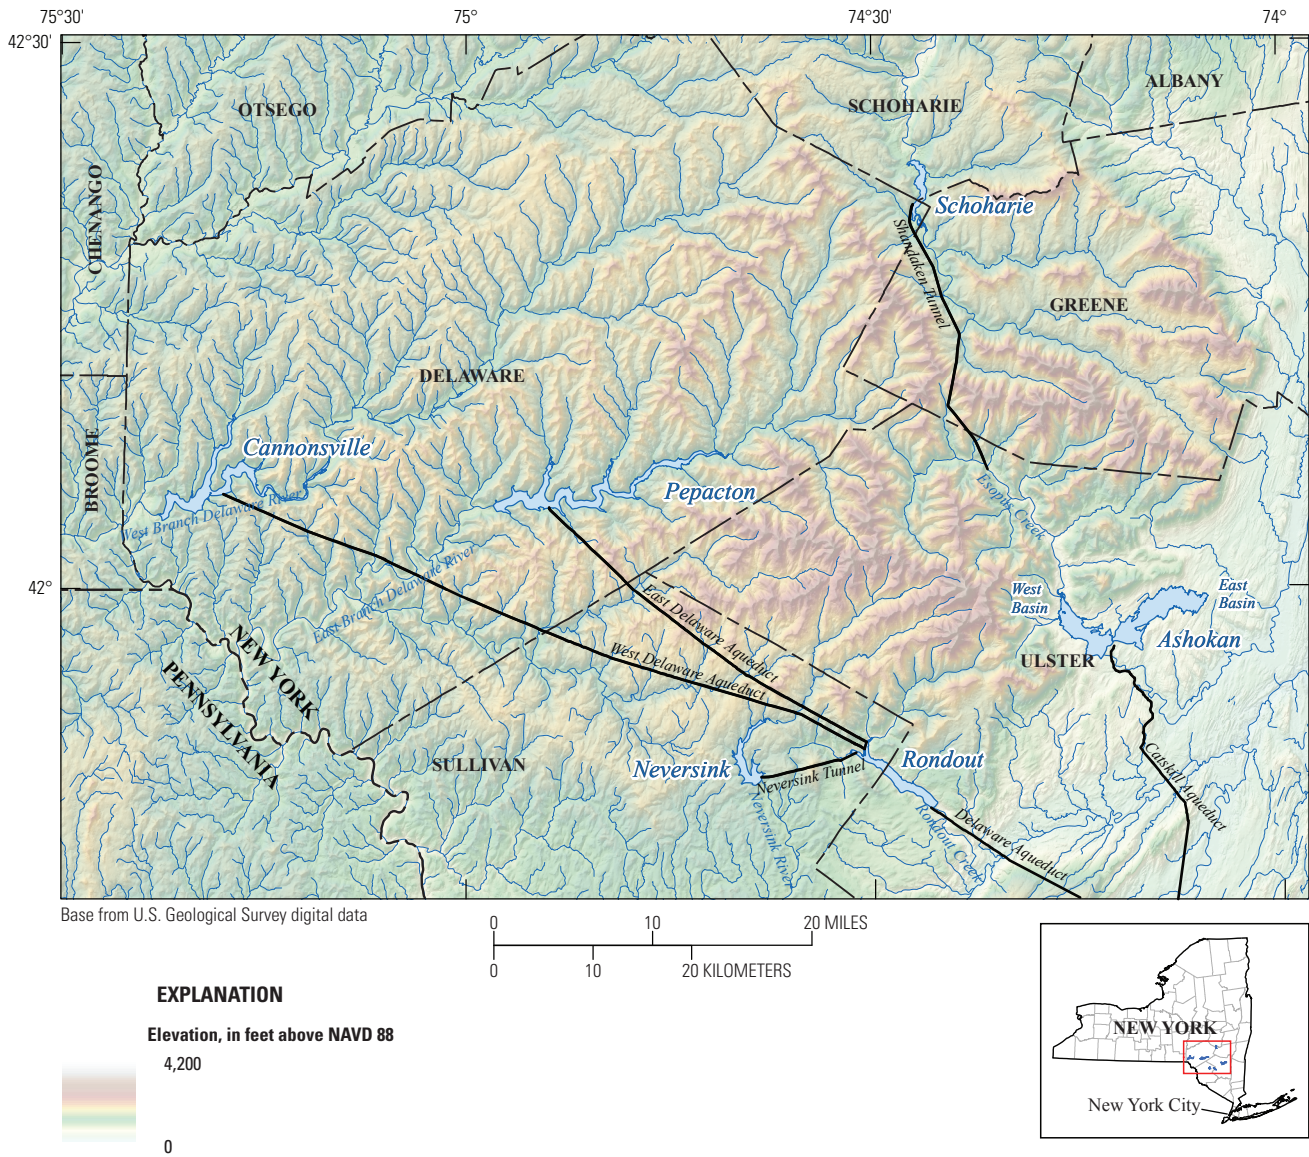 75°30'
75°
74°30'
74°
42°30'
ALBANY
SCHOHARIE
OTSEGO
CHENANGO
Schoharie
Shandaken Tunnel
GREENE
DELAWARE
BROOME
Cannonsville
Pepacton
West Branch Delaware River
Esopus Creek
East Branch Delaware River
42°
West
Basin
East
Basin
Ashokan
East Delaware Aqueduct
West Delaware Aqueduct
ULSTER
NEW YORK
PENNSYLVANIA
SULLIVAN
Neversink
Rondout
Neversink Tunnel
Neversink River
Rondout Creek
Delaware Aqueduct
Catskill Aqueduct
Base from U.S. Geological Survey digital data
0 10 20 MILES
0 10 20 KILOMETERS
EXPLANATION
Elevation, in feet above NAVD 88
4,200
0
NEW YORK
New York City